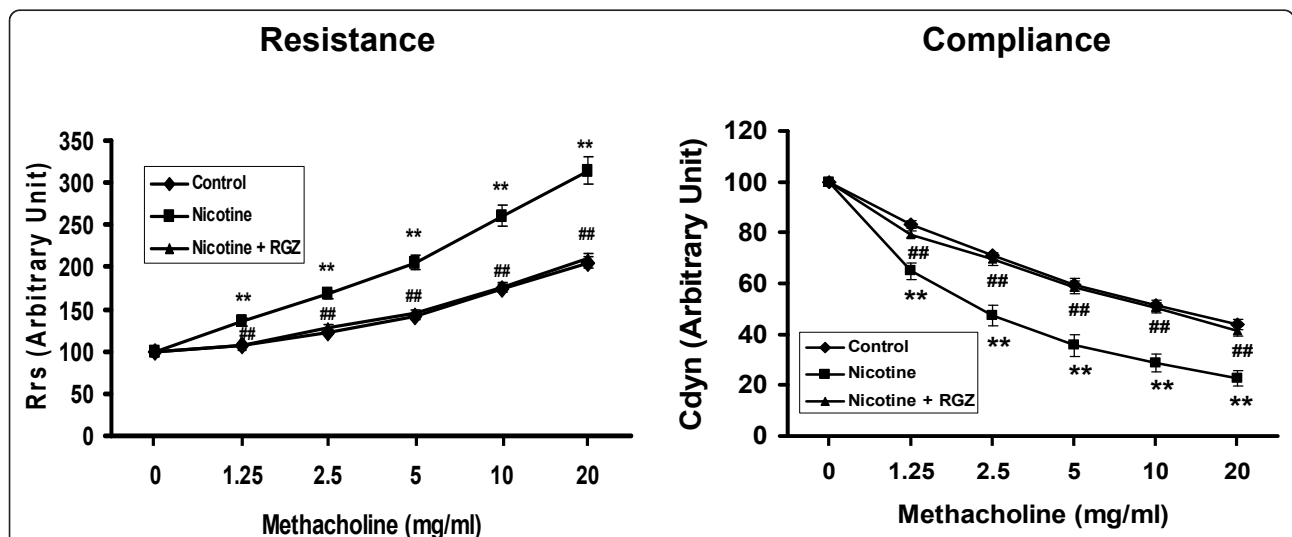 Resistance
Rrs (Arbitrary Unit)
350
300
250
200
150
100
50
0
Control
Nicotine
Nicotine + RGZ
** ** ** ** **
## ## ## ## ##
0 1.25 2.5 5 10 20
Methacholine (mg/ml)
Compliance
Cdyn (Arbitrary Unit)
120
100
80
60
40
20
0
## ## ## ## ##
** ** ** ** **
Control
Nicotine
Nicotine + RGZ
0 1.25 2.5 5 10 20
Methacholine (mg/ml)